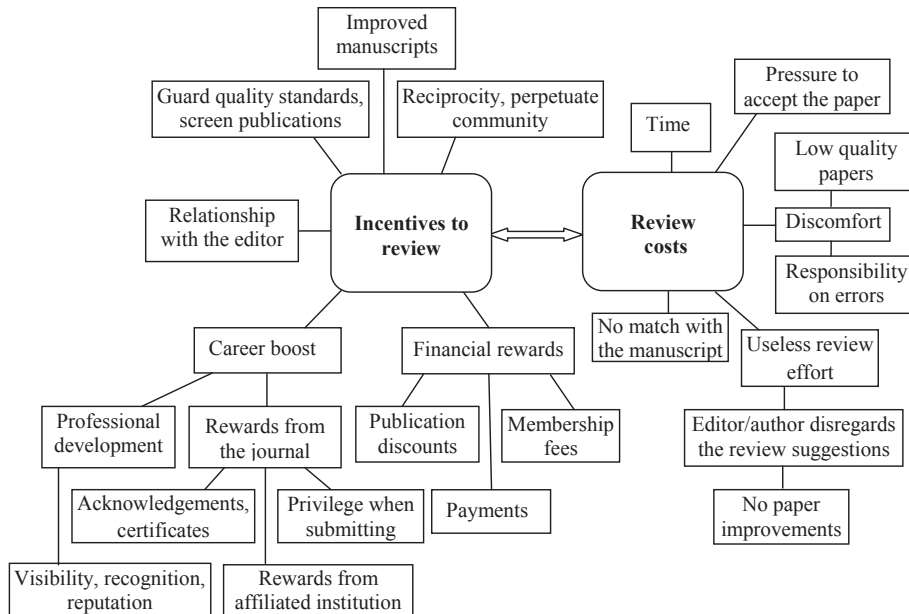 Improved
manuscripts
Guard quality standards,
screen publications
Reciprocity, perpetuate
community
Pressure to
accept the paper
Time
Low quality
papers
Relationship
with the editor
Incentives to
review
Review
costs
Discomfort
Responsibility
on errors
No match with
the manuscript
Useless review
effort
Career boost
Financial rewards
Professional
development
Rewards from
the journal
Publication
discounts
Membership
fees
Editor/author disregards
the review suggestions
Acknowledgements,
certificates
Privilege when
submitting
Payments
No paper
improvements
Visibility, recognition,
reputation
Rewards from
affiliated institution